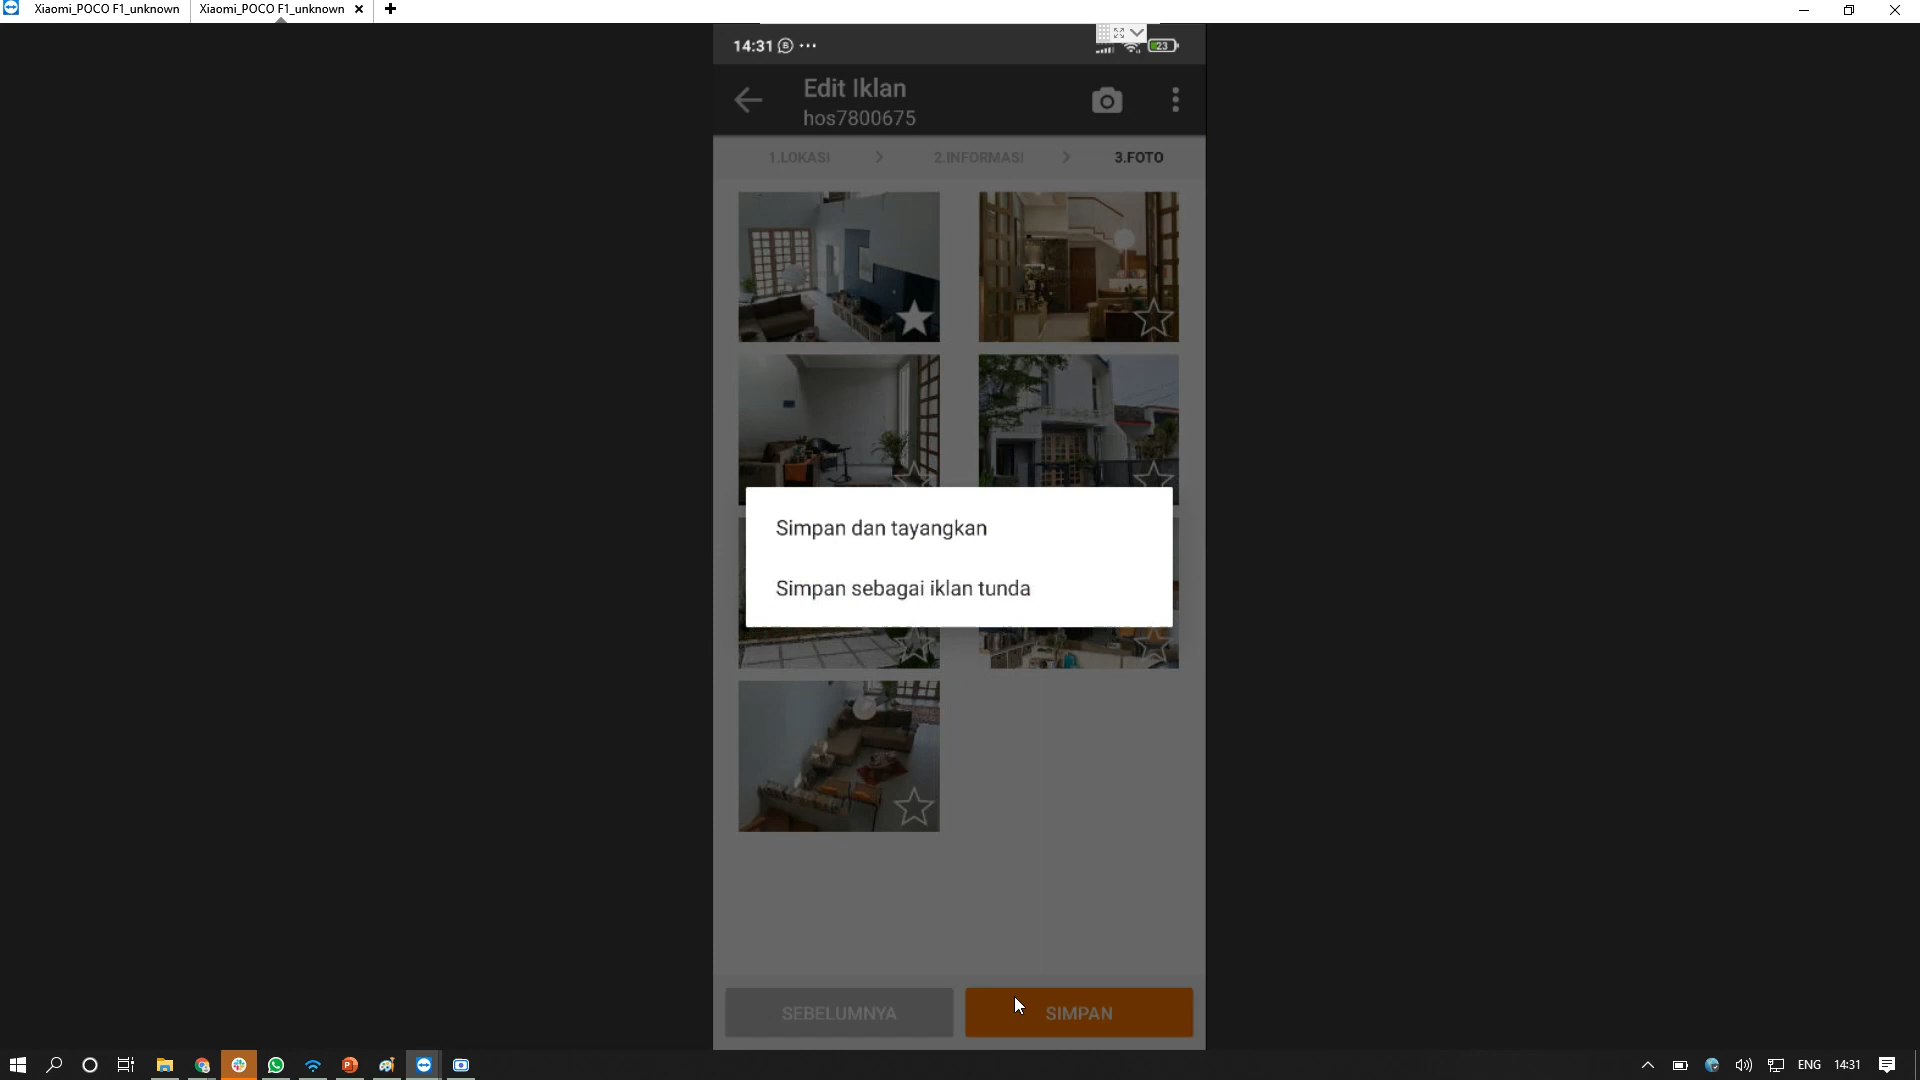 Xiaomi_POCO F1_unknown
Xiaomi_POCO F1_unknown
14:31
23
Edit Iklan
hos7800675
1.LOKASI
2.INFORMASI
3.FOTO
Simpan dan tayangkan
Simpan sebagai iklan tunda
SEBELUMNYA
SIMPAN
ENG
14:31